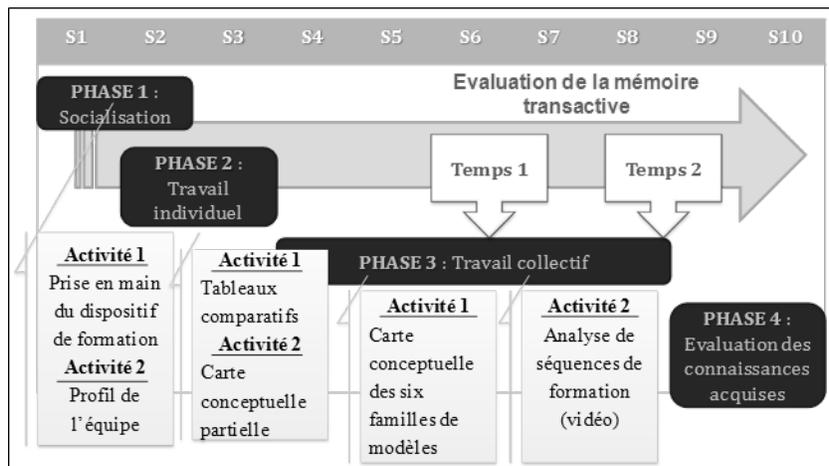 S1 S2 S3 S4 S5 S6 S7 S8 S9 S10
Evaluation de la mémoire
transactive
PHASE 1 :
Socialisation
PHASE 2 :
Travail
individuel
Temps 1
Temps 2
PHASE 3 : Travail collectif
Activité 1
Prise en main
du dispositif
de formation
Activité 2
Profil de
l’équipe
Activité 1
Tableaux
comparatifs
Activité 2
Carte
conceptuelle
partielle
Activité 1
Carte
conceptuelle
des six
familles de
modèles
Activité 2
Analyse de
séquences de
formation
(vidéo)
PHASE 4 :
Evaluation des
connaissances
acquises